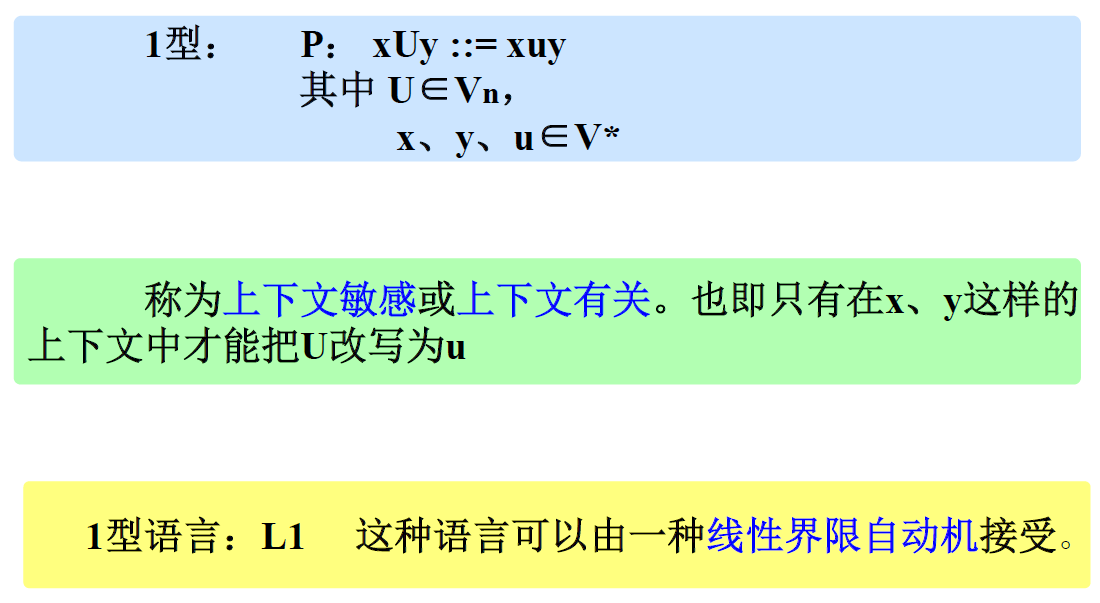 1型： P： xUy ::= xuy
其中 U∈Vn，
x、y、u∈V*
称为上下文敏感或上下文有关。也即只有在x、y这样的
上下文中才能把U改写为u
1型语言：L1 这种语言可以由一种线性界限自动机接受。